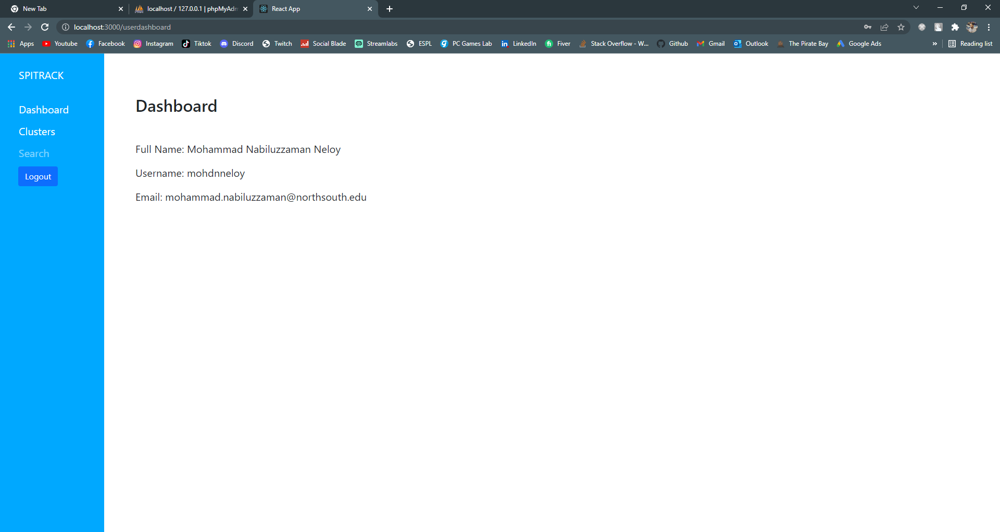 New Tab
localhost / 127.0.0.1 | phpMyAdm
React App
localhost:3000/userdashboard
Apps Youtube Facebook Instagram Tiktok Discord Twitch Social Blade Streamlabs ESPL PC Games Lab LinkedIn Fiver Stack Overflow - W... Github Gmail Outlook The Pirate Bay Google Ads » Reading list
SPITRACK
Dashboard
Clusters
Search
Logout
Dashboard
Full Name: Mohammad Nabiluzzaman Neloy
Username: mohdnneloy
Email: mohammad.nabiluzzaman@northsouth.edu